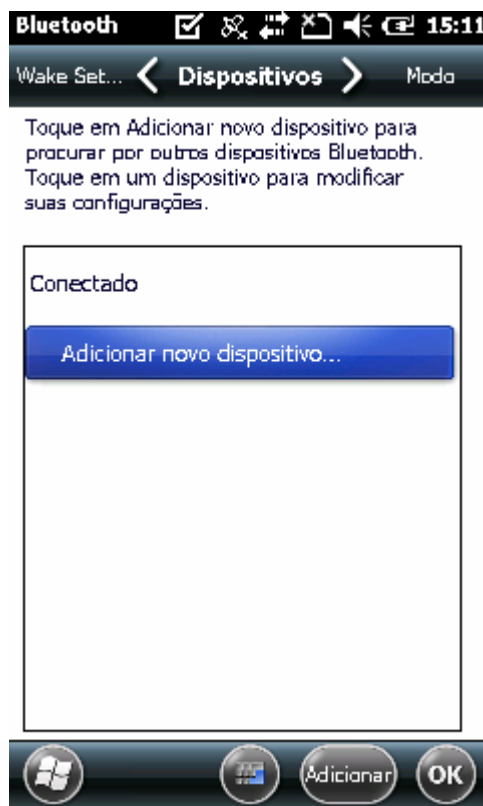 Bluetooth 15:11
Wake Set... Dispositivos Modo
Toque em Adicionar novo dispositivo para
procurar por outros dispositivos Bluetooth.
Toque em um dispositivo para modificar
suas configurações.
Conectado
Adicionar novo dispositivo...
Adicionar OK